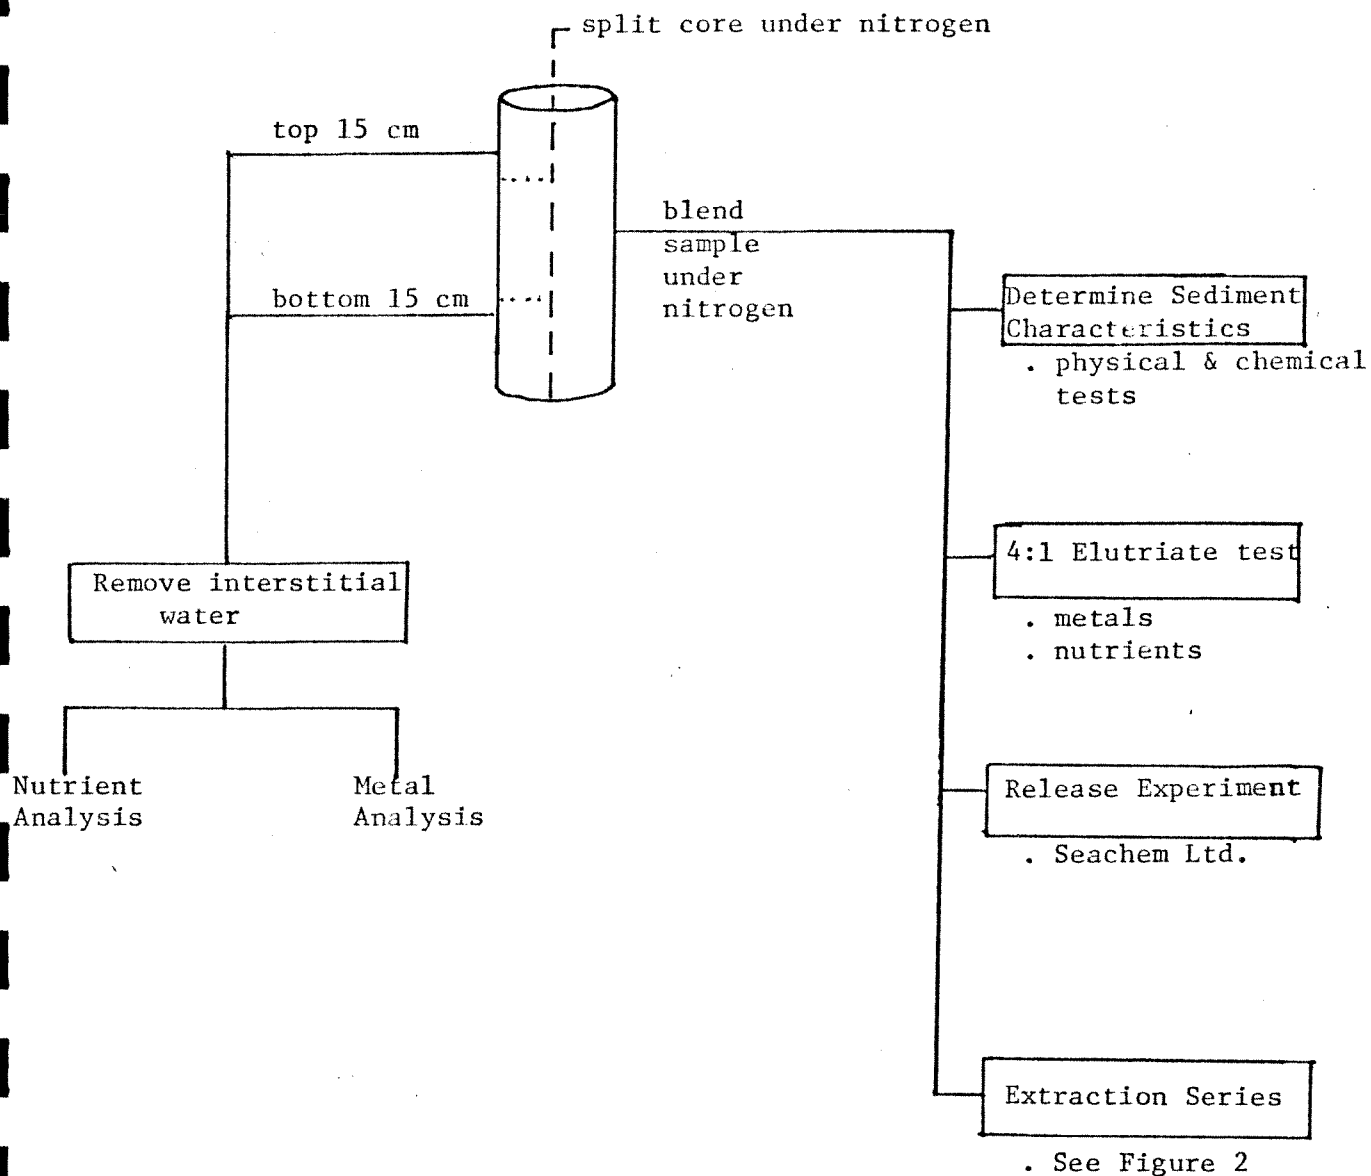 split core under nitrogen
top 15 cm
bottom 15 cm
blend
sample
under
nitrogen
Remove interstitial
water
Nutrient
Analysis
Metal
Analysis
Determine Sediment
Characteristics
. physical & chemical
tests
4:1 Elutriate test
. metals
. nutrients
Release Experiment
. Seachem Ltd.
Extraction Series
. See Figure 2